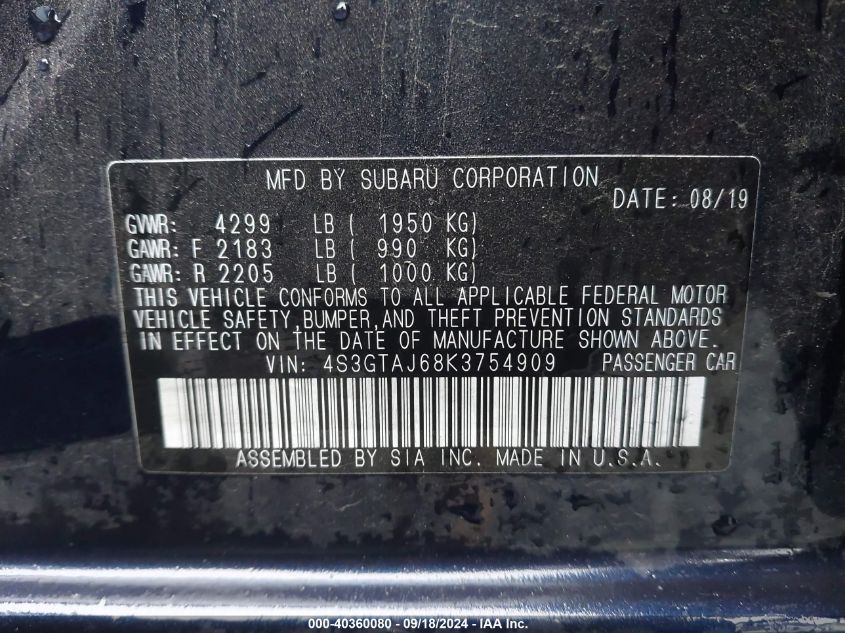 MFD BY SUBARU CORPORATION
DATE: 08/19
GVWR: 4299 LB ( 1950 KG)
GAWR: F 2183 LB ( 990 KG)
GAWR: R 2205 LB ( 1000 KG)
THIS VEHICLE CONFORMS TO ALL APPLICABLE FEDERAL MOTOR
VEHICLE SAFETY,BUMPER,AND THEFT PREVENTION STANDARDS
IN EFFECT ON THE DATE OF MANUFACTURE SHOWN ABOVE.
VIN: 4S3GTAJ68K3754909 PASSENGER CAR
ASSEMBLED BY SIA INC. MADE IN U.S.A.
000-40360080 - 09/18/2024 - IAA Inc.